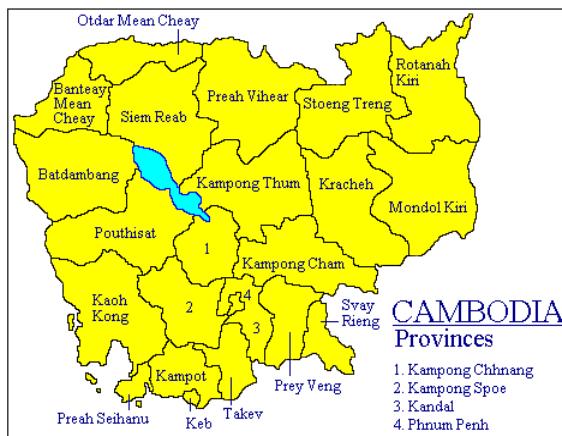 Otdar Mean Cheay
Rotanah
Kiri
Banteay
Mean
Cheay
Preah Vihear
Stoeng Treng
Siem Reab
Batdambang
Kampong Thum
Kracheh
Mondol Kiri
Pouthisat
1
Kampong Cham
Kaoh
Kong
2
4
3
Svay
Rieng
CAMBODIA
Provinces
Kampot
Prey Veng
Preah Seihanu
Keb
Takev
1. Kampong Chhnang
2. Kampong Spoe
3. Kandal
4. Phnum Penh